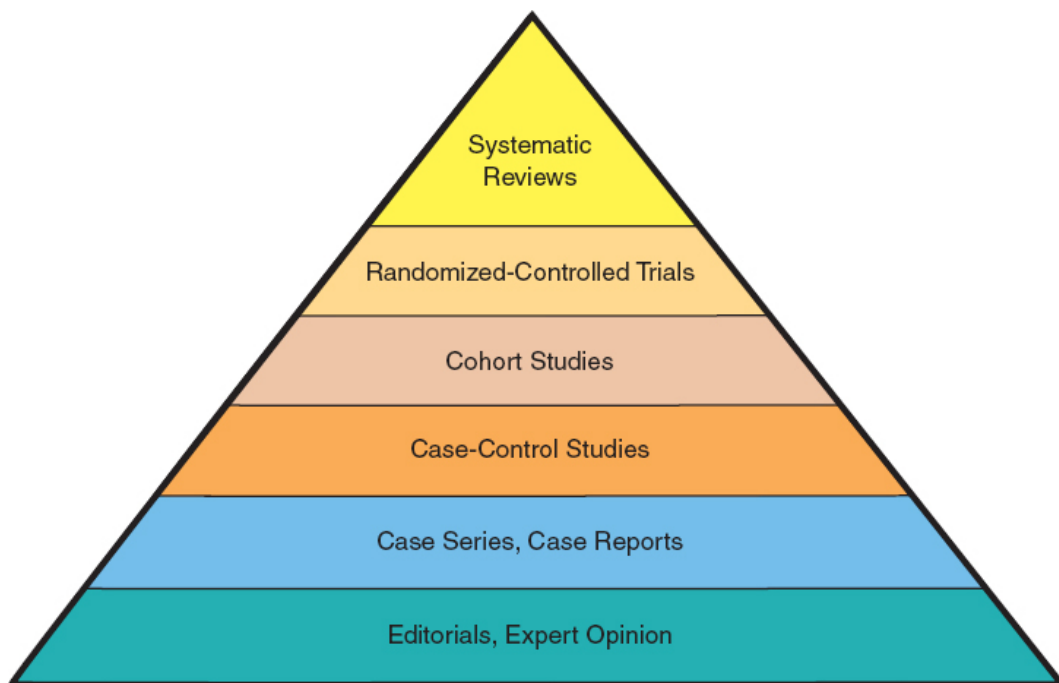 Systematic
Reviews
Randomized-Controlled Trials
Cohort Studies
Case-Control Studies
Case Series, Case Reports
Editorials, Expert Opinion